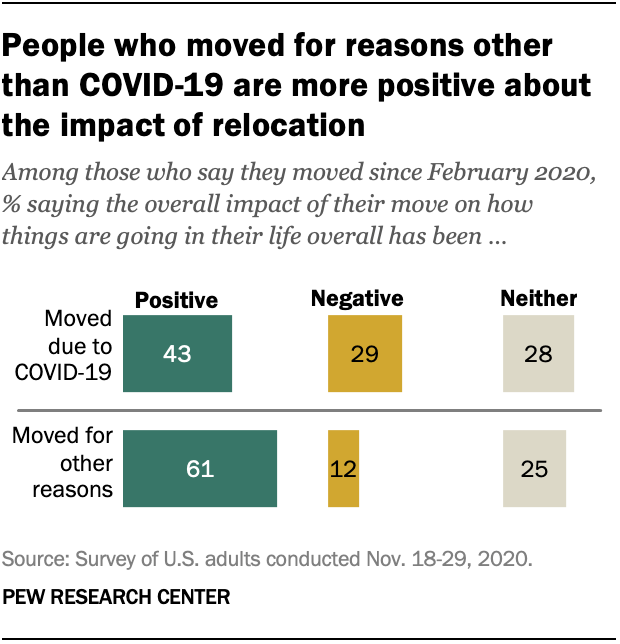 People who moved for reasons other
than COVID-19 are more positive about
the impact of relocation
Among those who say they moved since February 2020,
% saying the overall impact of their move on how
things are going in their life overall has been ...
Positive Negative Neither
Moved
due to
COVID-19
43 29 28
Moved for
other
reasons
61 12 25
Source: Survey of U.S. adults conducted Nov. 18-29, 2020.
PEW RESEARCH CENTER